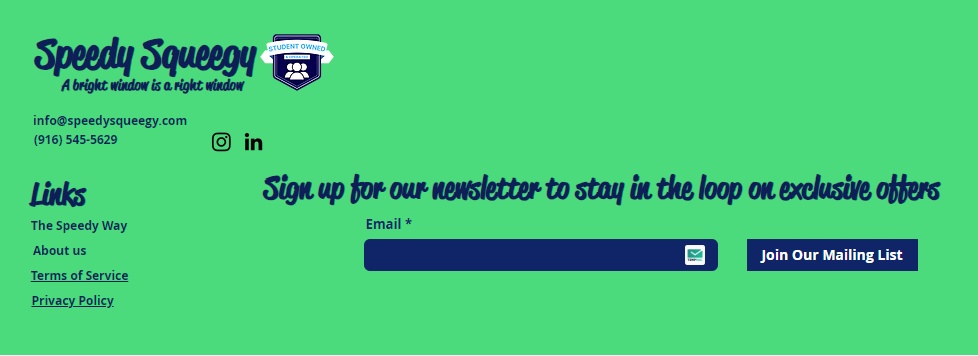 Speedy Squeegy
STUDENT OWNED
A bright window is a right window
info@speedysqueegy.com
(916) 545-5629
Links
The Speedy Way
About us
Terms of Service
Privacy Policy
Sign up for our newsletter to stay in the loop on exclusive offers
Email *
Join Our Mailing List